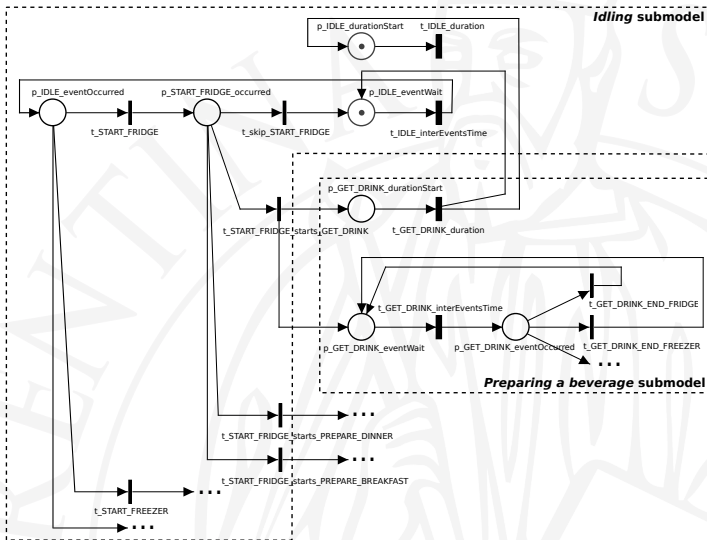 Idling submodel
p_IDLE_durationStart
t_IDLE_duration
p_IDLE_eventOccurred
p_START_FRIDGE_occurred
p_IDLE_eventWait
t_START_FRIDGE
t_skip_START_FRIDGE
t_IDLE_interEventsTime
p_GET_DRINK_durationStart
t_START_FRIDGE_starts_GET_DRINK
t_GET_DRINK_duration
t_GET_DRINK_interEventsTime
t_GET_DRINK_END_FRIDGE
p_GET_DRINK_eventWait
p_GET_DRINK_eventOccurred
t_GET_DRINK_END_FREEZER
...
Preparing a beverage submodel
...
t_START_FRIDGE_starts_PREPARE_DINNER
...
t_START_FRIDGE_starts_PREPARE_BREAKFAST
...
t_START_FREEZER
...